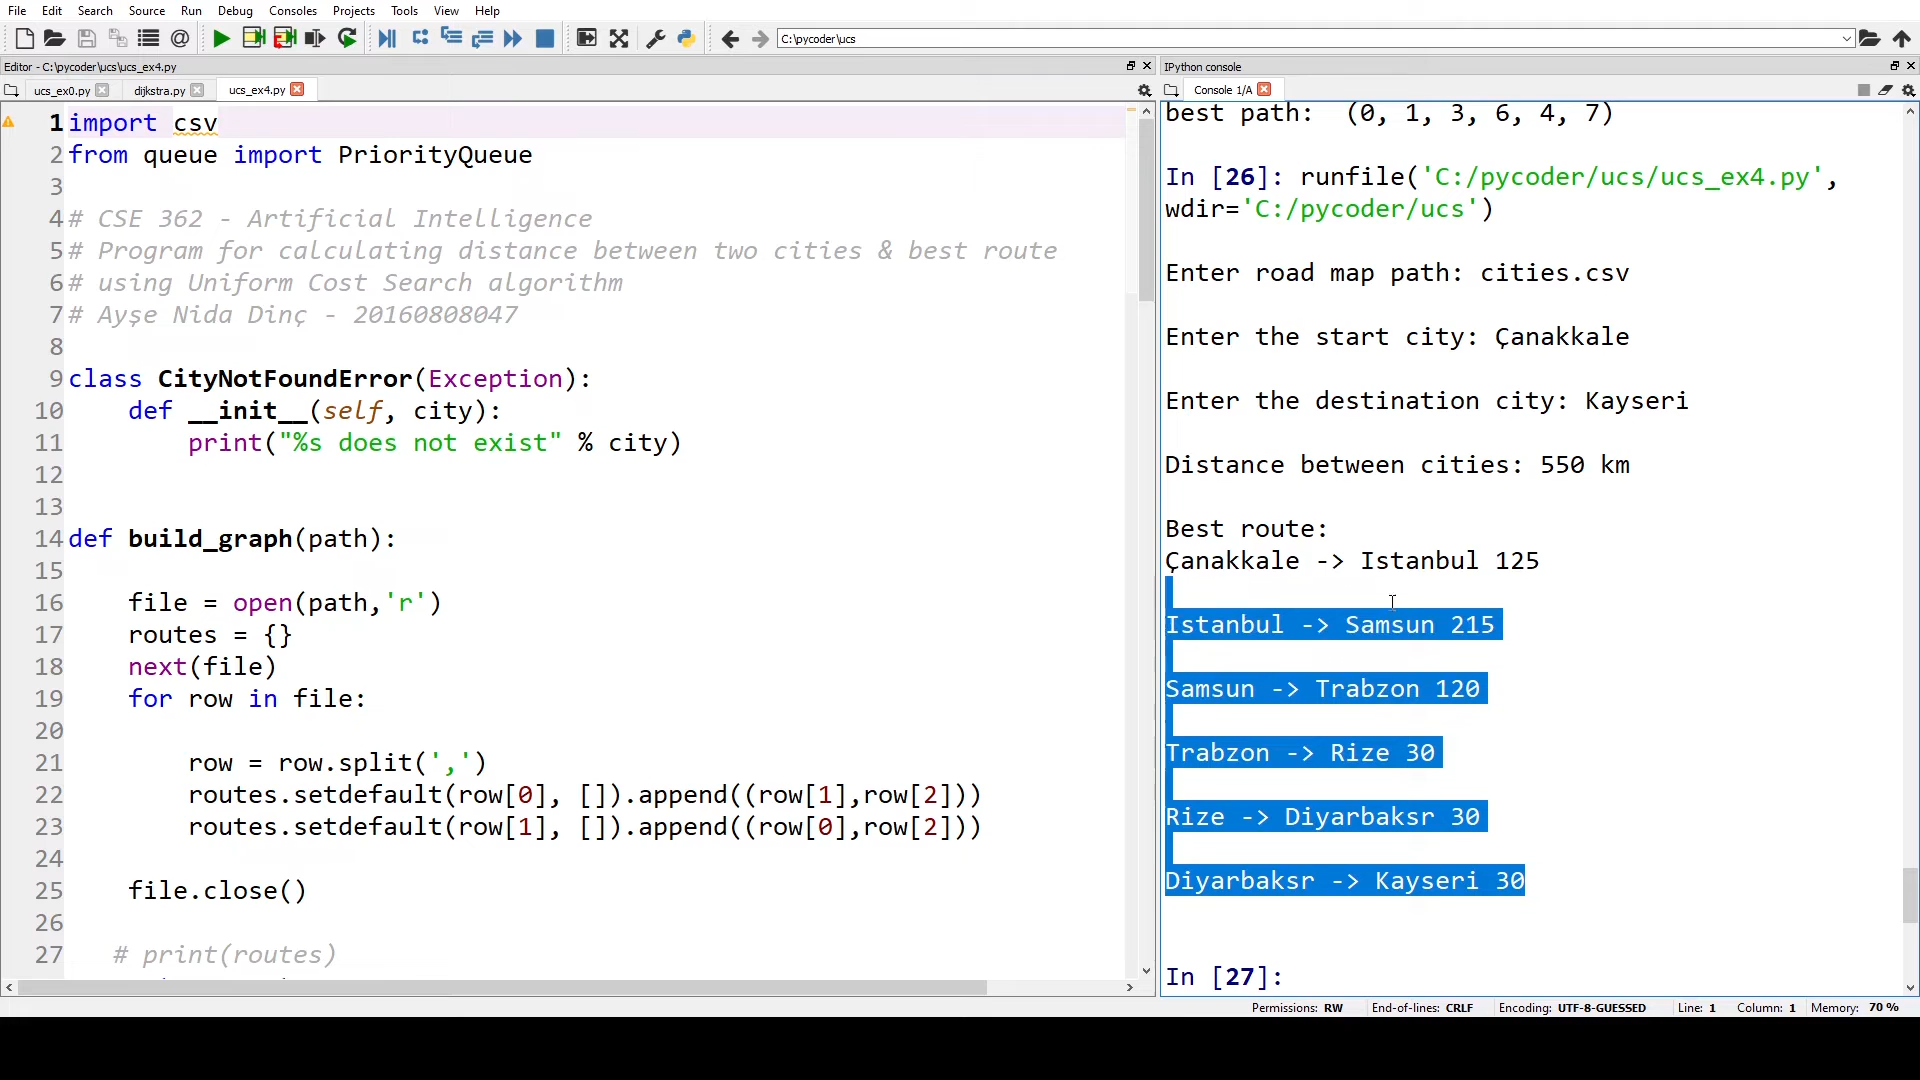 File Edit Search Source Run Debug Consoles Projects Tools View Help
C:\pycoder\ucs
Editor - C:\pycoder\ucs\ucs_ex4.py
ucs_ex0.py dijkstra.py ucs_ex4.py
1 import csv
2 from queue import PriorityQueue
3
4 # CSE 362 - Artificial Intelligence
5 # Program for calculating distance between two cities & best route
6 # using Uniform Cost Search algorithm
7 # Ayşe Nida Dinç - 20160808047
8
9 class CityNotFoundError(Exception):
10 def __init__(self, city):
11 print("%s does not exist" % city)
12
13
14 def build_graph(path):
15
16 file = open(path,'r')
17 routes = {}
18 next(file)
19 for row in file:
20
21 row = row.split(',')
22 routes.setdefault(row[0], []).append((row[1],row[2]))
23 routes.setdefault(row[1], []).append((row[0],row[2]))
24
25 file.close()
26
27 # print(routes)
IPython console
Console 1/A
best path: (0, 1, 3, 6, 4, 7)
In [26]: runfile('C:/pycoder/ucs/ucs_ex4.py',
wdir='C:/pycoder/ucs')
Enter road map path: cities.csv
Enter the start city: Çanakkale
Enter the destination city: Kayseri
Distance between cities: 550 km
Best route:
Çanakkale -> Istanbul 125
Istanbul -> Samsun 215
Samsun -> Trabzon 120
Trabzon -> Rize 30
Rize -> Diyarbaksr 30
Diyarbaksr -> Kayseri 30
In [27]:
Permissions: RW End-of-lines: CRLF Encoding: UTF-8-GUESSED Line: 1 Column: 1 Memory: 70 %